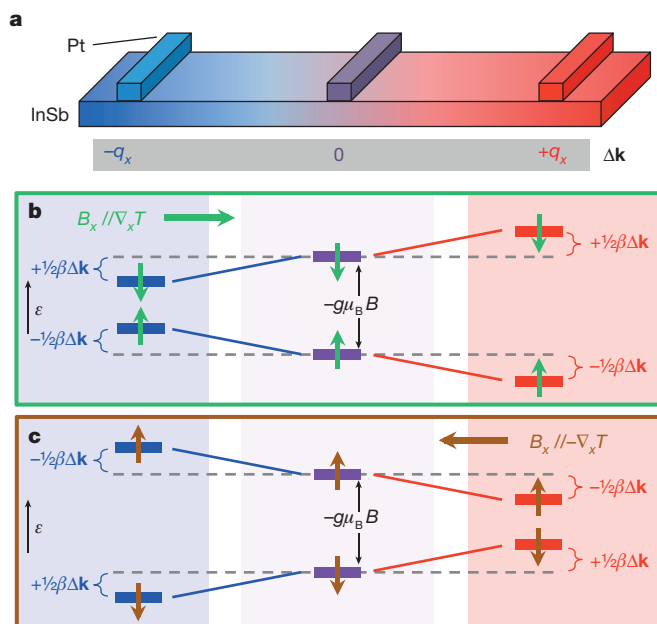 a
Pt
InSb
−q_x 0 +q_x Δk
b
B_x//∇_xT
+½βΔk
+½βΔk
ε
−gμ_B B
−½βΔk
−½βΔk
c
B_x//−∇_xT
−½βΔk
−½βΔk
ε
−gμ_B B
+½βΔk
+½βΔk